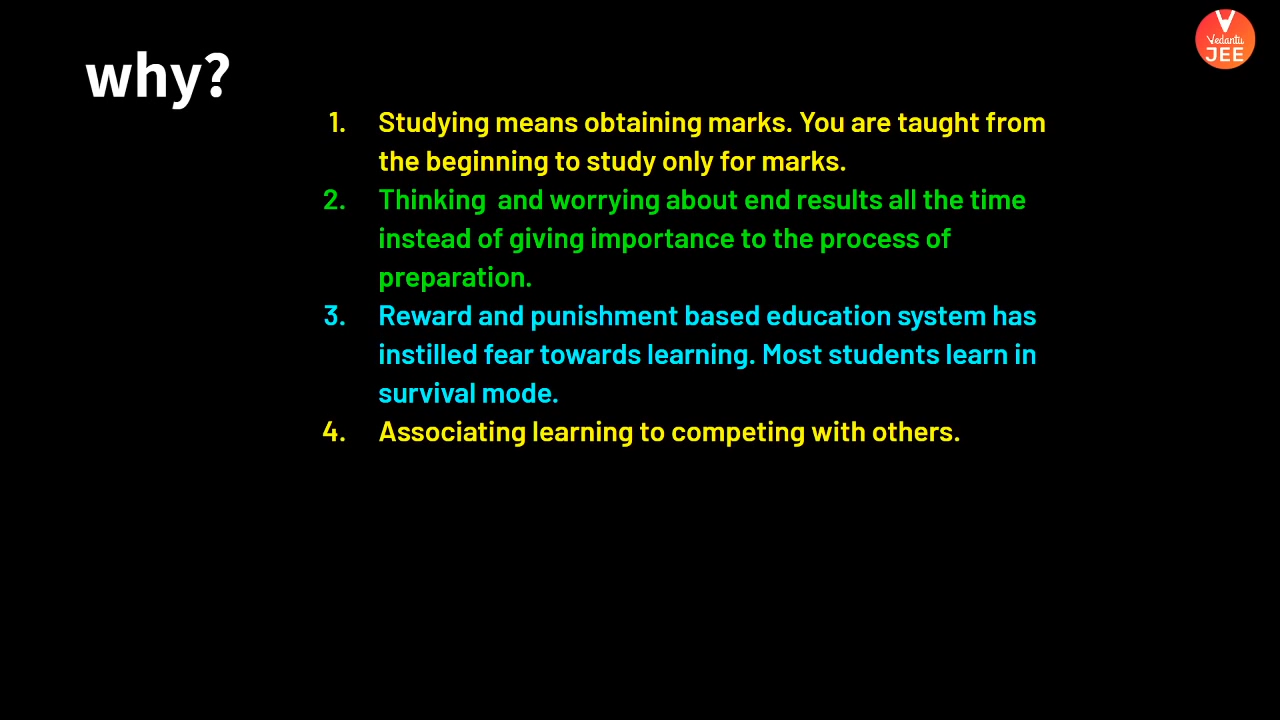 Vedantu
JEE
why?
1. Studying means obtaining marks. You are taught from
the beginning to study only for marks.
2. Thinking  and worrying about end results all the time
instead of giving importance to the process of
preparation.
3. Reward and punishment based education system has
instilled fear towards learning. Most students learn in
survival mode.
4. Associating learning to competing with others.